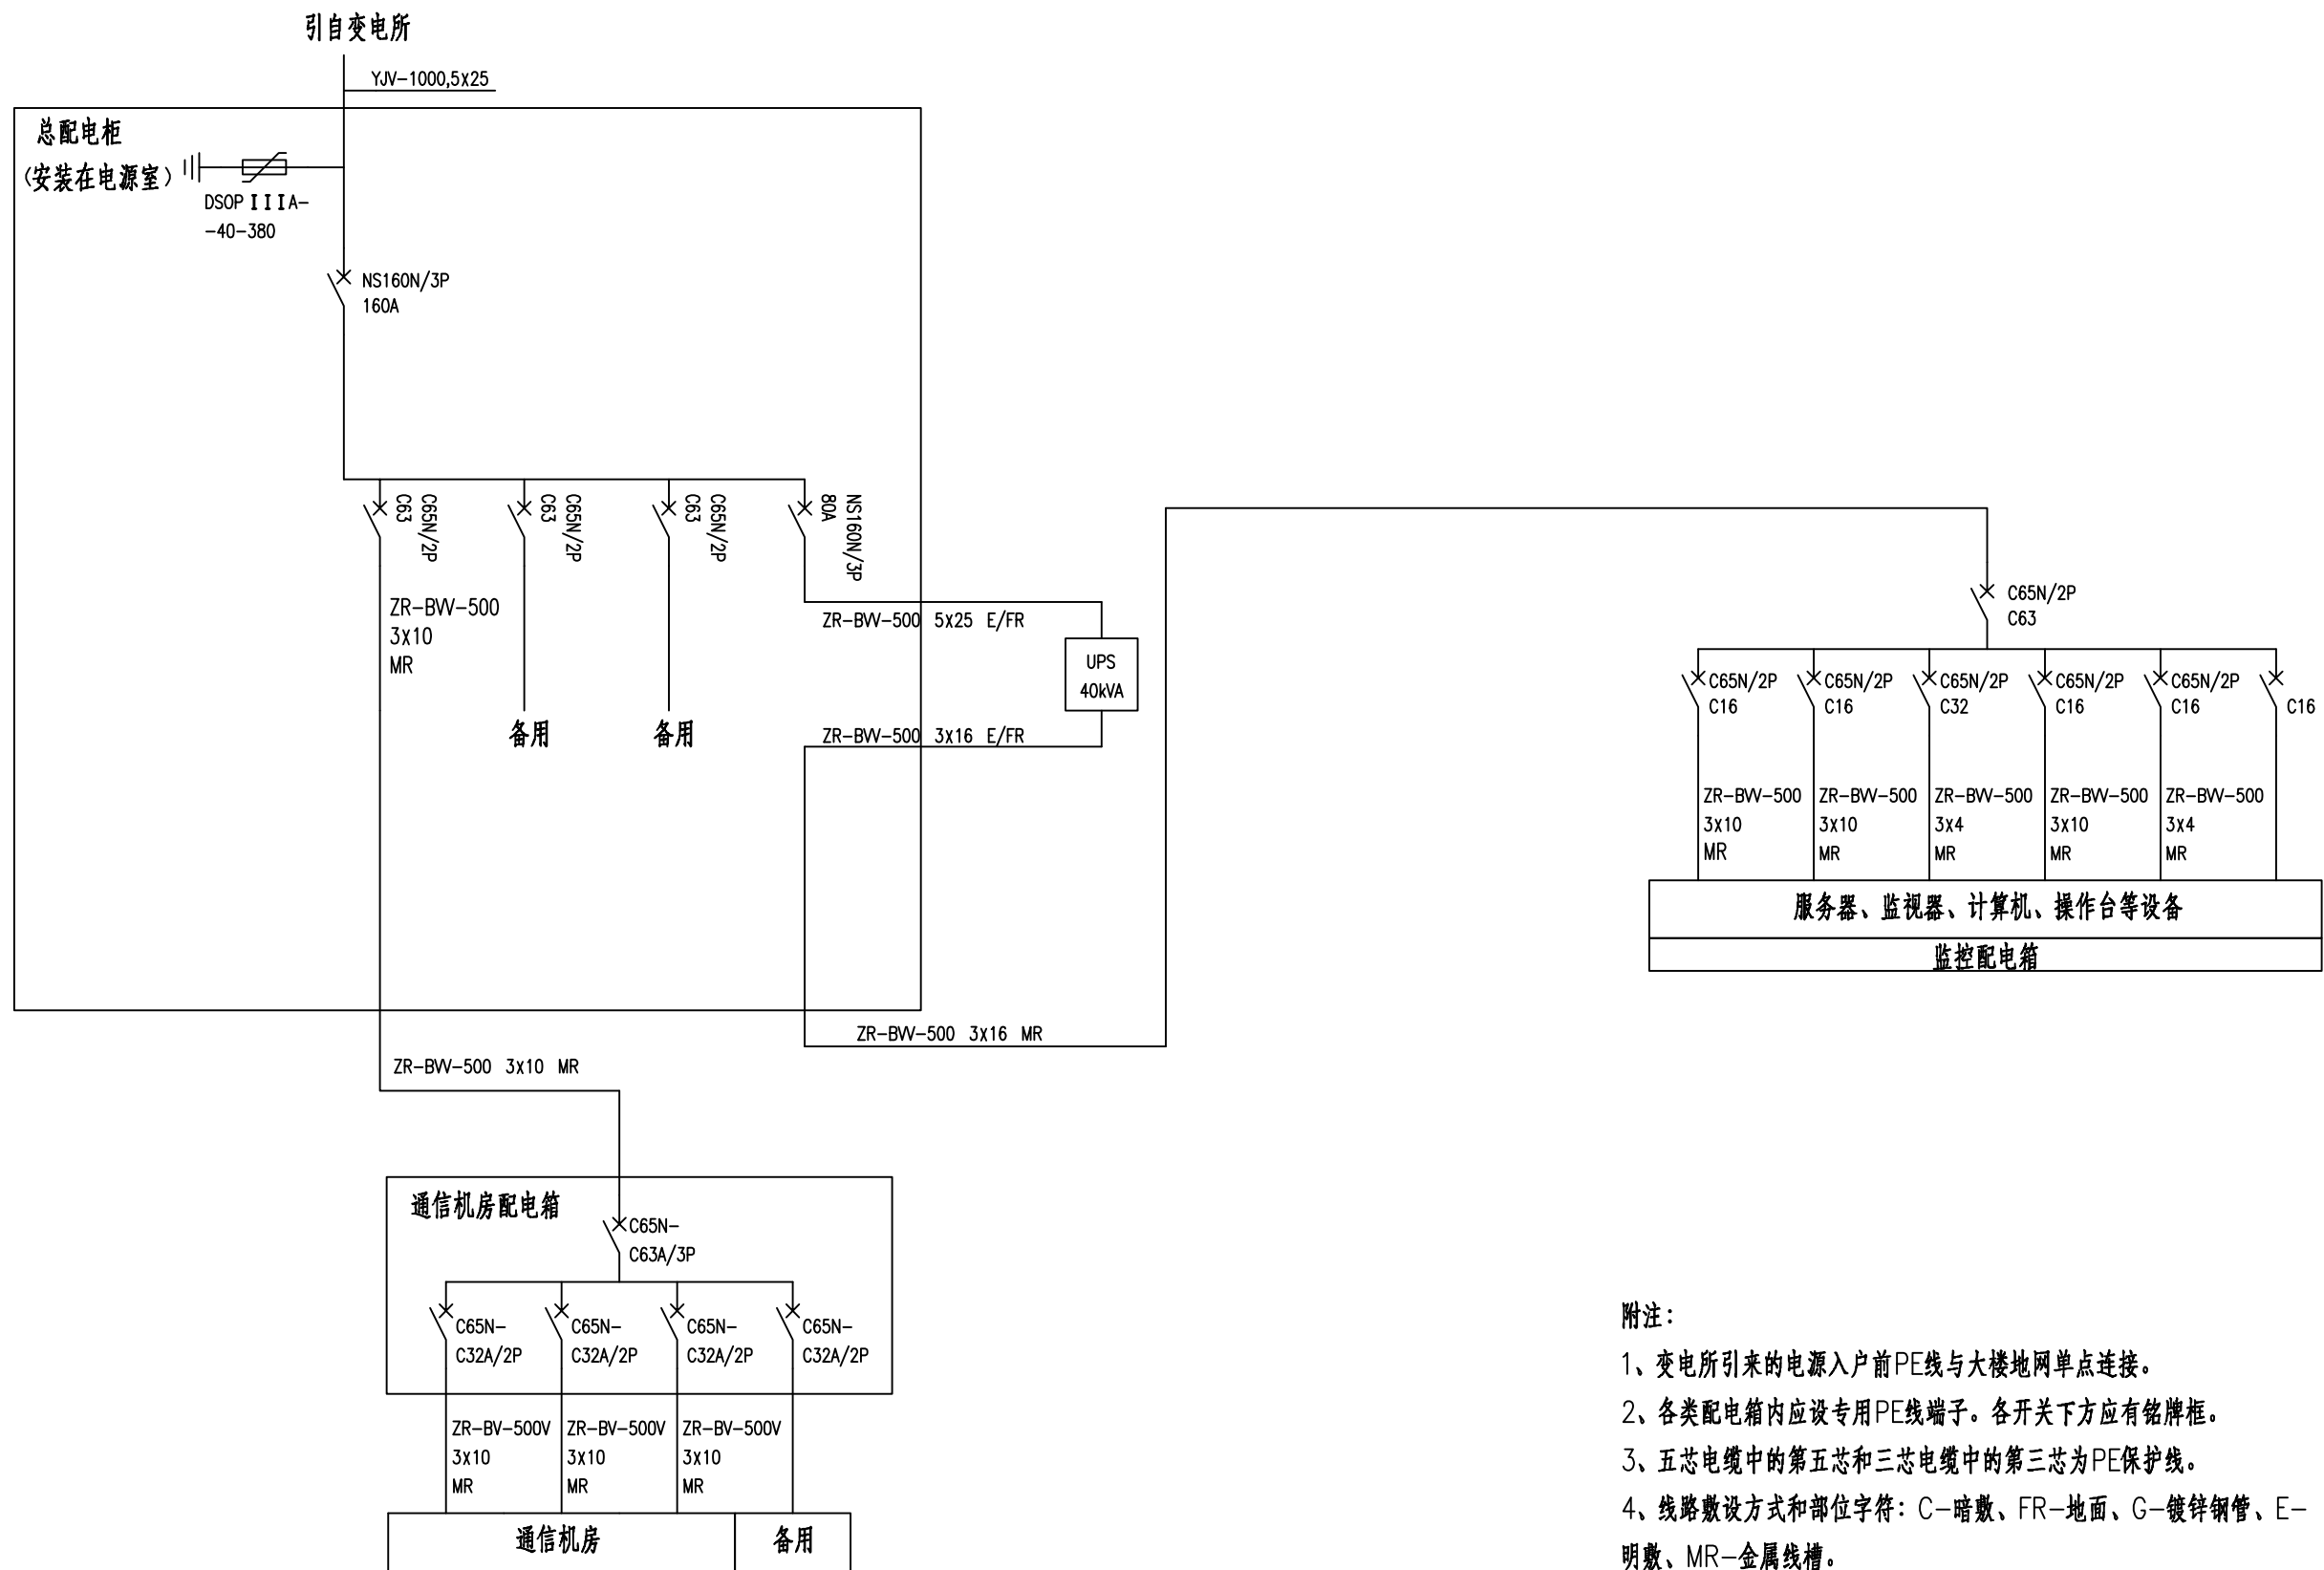 引自变电所
YJV-1000,5x25
总配电柜
(安装在电源室)
DSOP III A-
-40-380
NS160N/3P
160A
C65N/2P
C63
C65N/2P
C63
C65N/2P
C63
NS160N/3P
80A
ZR-BVV-500
3x10
MR
备用
备用
ZR-BVV-500 5x25 E/FR
UPS
40kVA
ZR-BVV-500 3x16 E/FR
C65N/2P
C63
C65N/2P
C16
C65N/2P
C16
C65N/2P
C32
C65N/2P
C16
C65N/2P
C16
C16
ZR-BVV-500
3x10
MR
ZR-BVV-500
3x10
MR
ZR-BVV-500
3x4
MR
ZR-BVV-500
3x10
MR
ZR-BVV-500
3x4
MR
服务器、监视器、计算机、操作台等设备
监控配电箱
ZR-BVV-500 3x16 MR
ZR-BVV-500 3x10 MR
通信机房配电箱
C65N-
C63A/3P
C65N-
C32A/2P
C65N-
C32A/2P
C65N-
C32A/2P
C65N-
C32A/2P
ZR-BV-500V
3x10
MR
ZR-BV-500V
3x10
MR
ZR-BV-500V
3x10
MR
通信机房
备用
附注：
1、变电所引来的电源入户前PE线与大楼地网单点连接。
2、各类配电箱内应设专用PE线端子。各开关下方应有铭牌框。
3、五芯电缆中的第五芯和三芯电缆中的第三芯为PE保护线。
4、线路敷设方式和部位字符：C-暗敷、FR-地面、G-镀锌钢管、E-
明敷、MR-金属线槽。